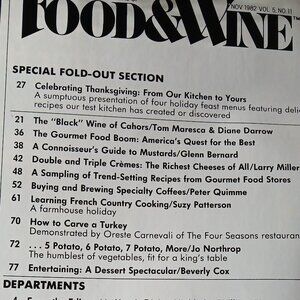 FOOD&WINE
NOV 1982 VOL. 5; NO. 11
SPECIAL FOLD-OUT SECTION
27 Celebrating Thanksgiving: From Our Kitchen to Yours
A sumptuous presentation of four holiday feast menus featuring
recipes our test kitchen has created or discovered
21 The "Black" Wine of Cahors/Tom Maresca & Diane Darrow
36 The Gourmet Food Boom: America's Quest for the Best
38 A Connoisseur's Guide to Mustards/Glenn Bernard
42 Double and Triple Crèmes: The Richest Cheeses of All/Larry Miller
48 A Sampling of Trend-Setting Recipes from Gourmet Food Stores
52 Buying and Brewing Specialty Coffees/Peter Quimme
61 Learning French Country Cooking/Suzy Patterson
A farmhouse holiday
70 How to Carve a Turkey
Demonstrated by Oreste Carnevali of The Four Seasons restaurant
72 . . . 5 Potato, 6 Potato, 7 Potato, More/Jo Northrop
The humblest of vegetables, fit for a king's table
77 Entertaining: A Dessert Spectacular/Beverly Cox
DEPARTMENTS